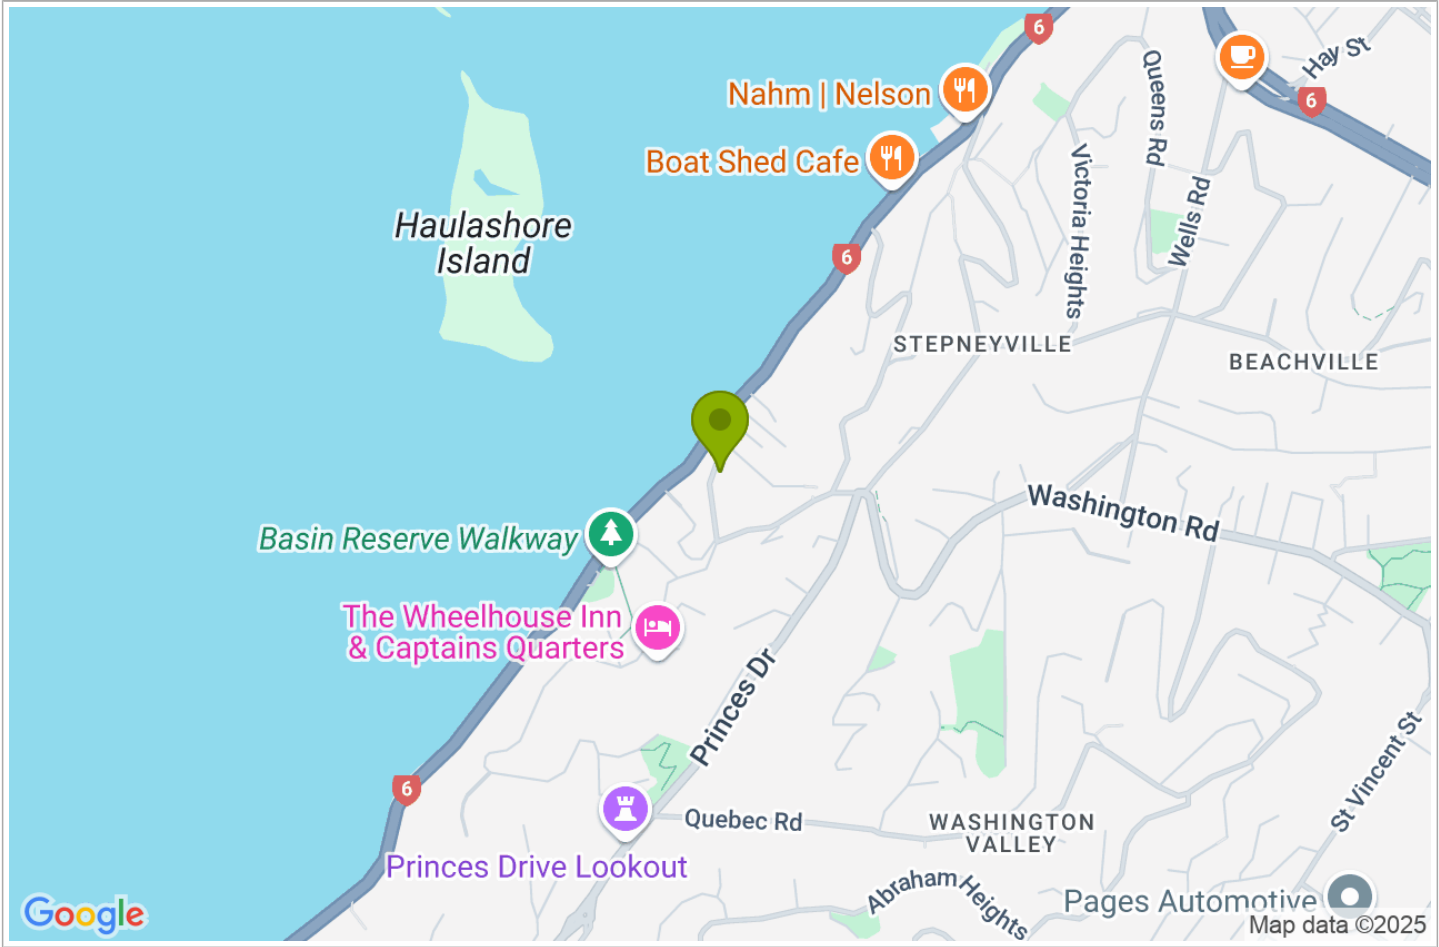 6
Hay St
6
Nahm | Nelson
Queens Rd
Boat Shed Cafe
Victoria Heights
Wells Rd
Haulashore
Island
6
STEPNEYVILLE
BEACHVILLE
Washington Rd
Basin Reserve Walkway
The Wheelhouse Inn
& Captains Quarters
Princes Dr
St Vincent St
6
Quebec Rd
WASHINGTON
VALLEY
Princes Drive Lookout
Abraham Heights
Pages Automotive
Google
Map data ©2025